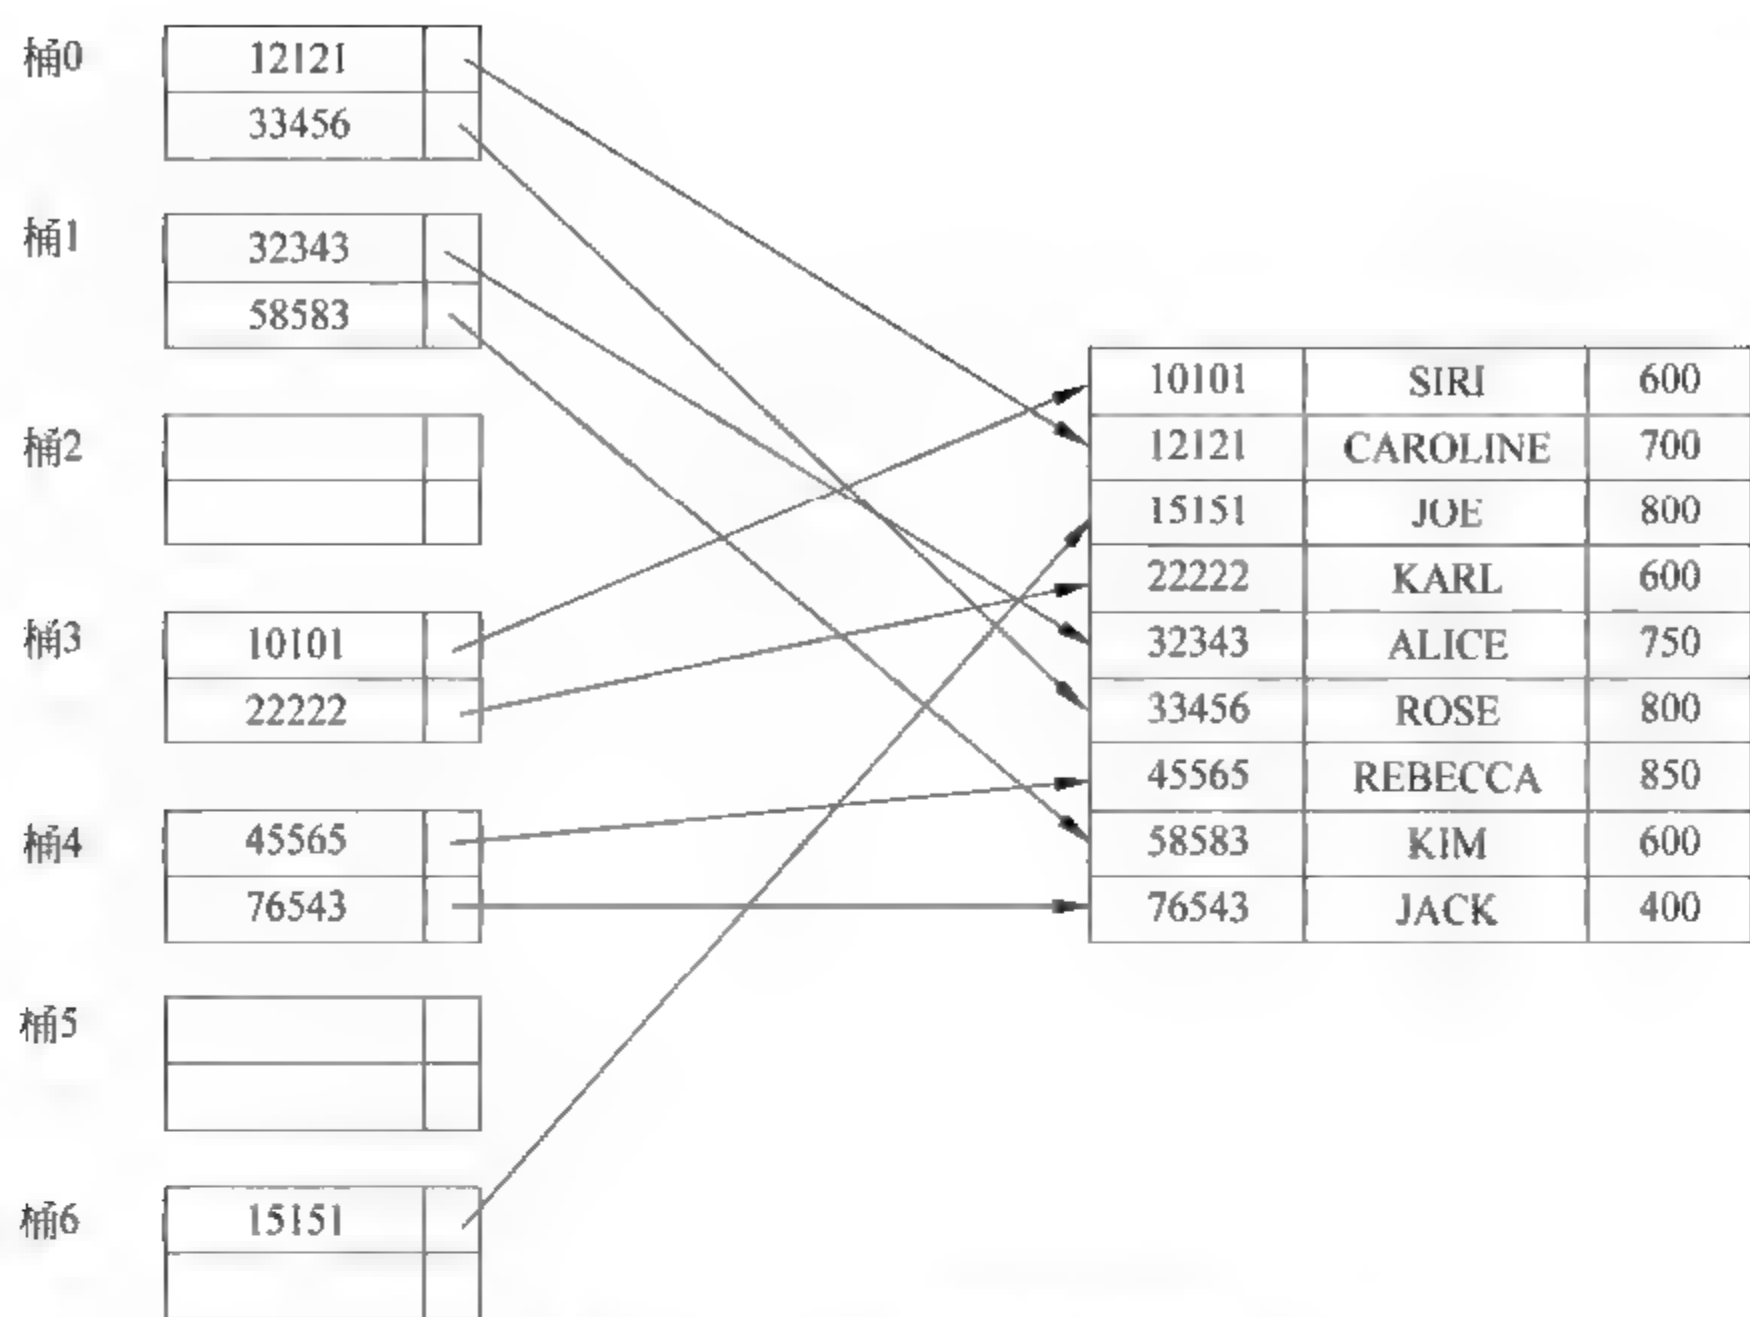 桶0
12121
33456
桶1
32343
58583
桶2
桶3
10101
22222
桶4
45565
76543
桶5
桶6
15151
10101 SIRI 600
12121 CAROLINE 700
15151 JOE 800
22222 KARL 600
32343 ALICE 750
33456 ROSE 800
45565 REBECCA 850
58583 KIM 600
76543 JACK 400